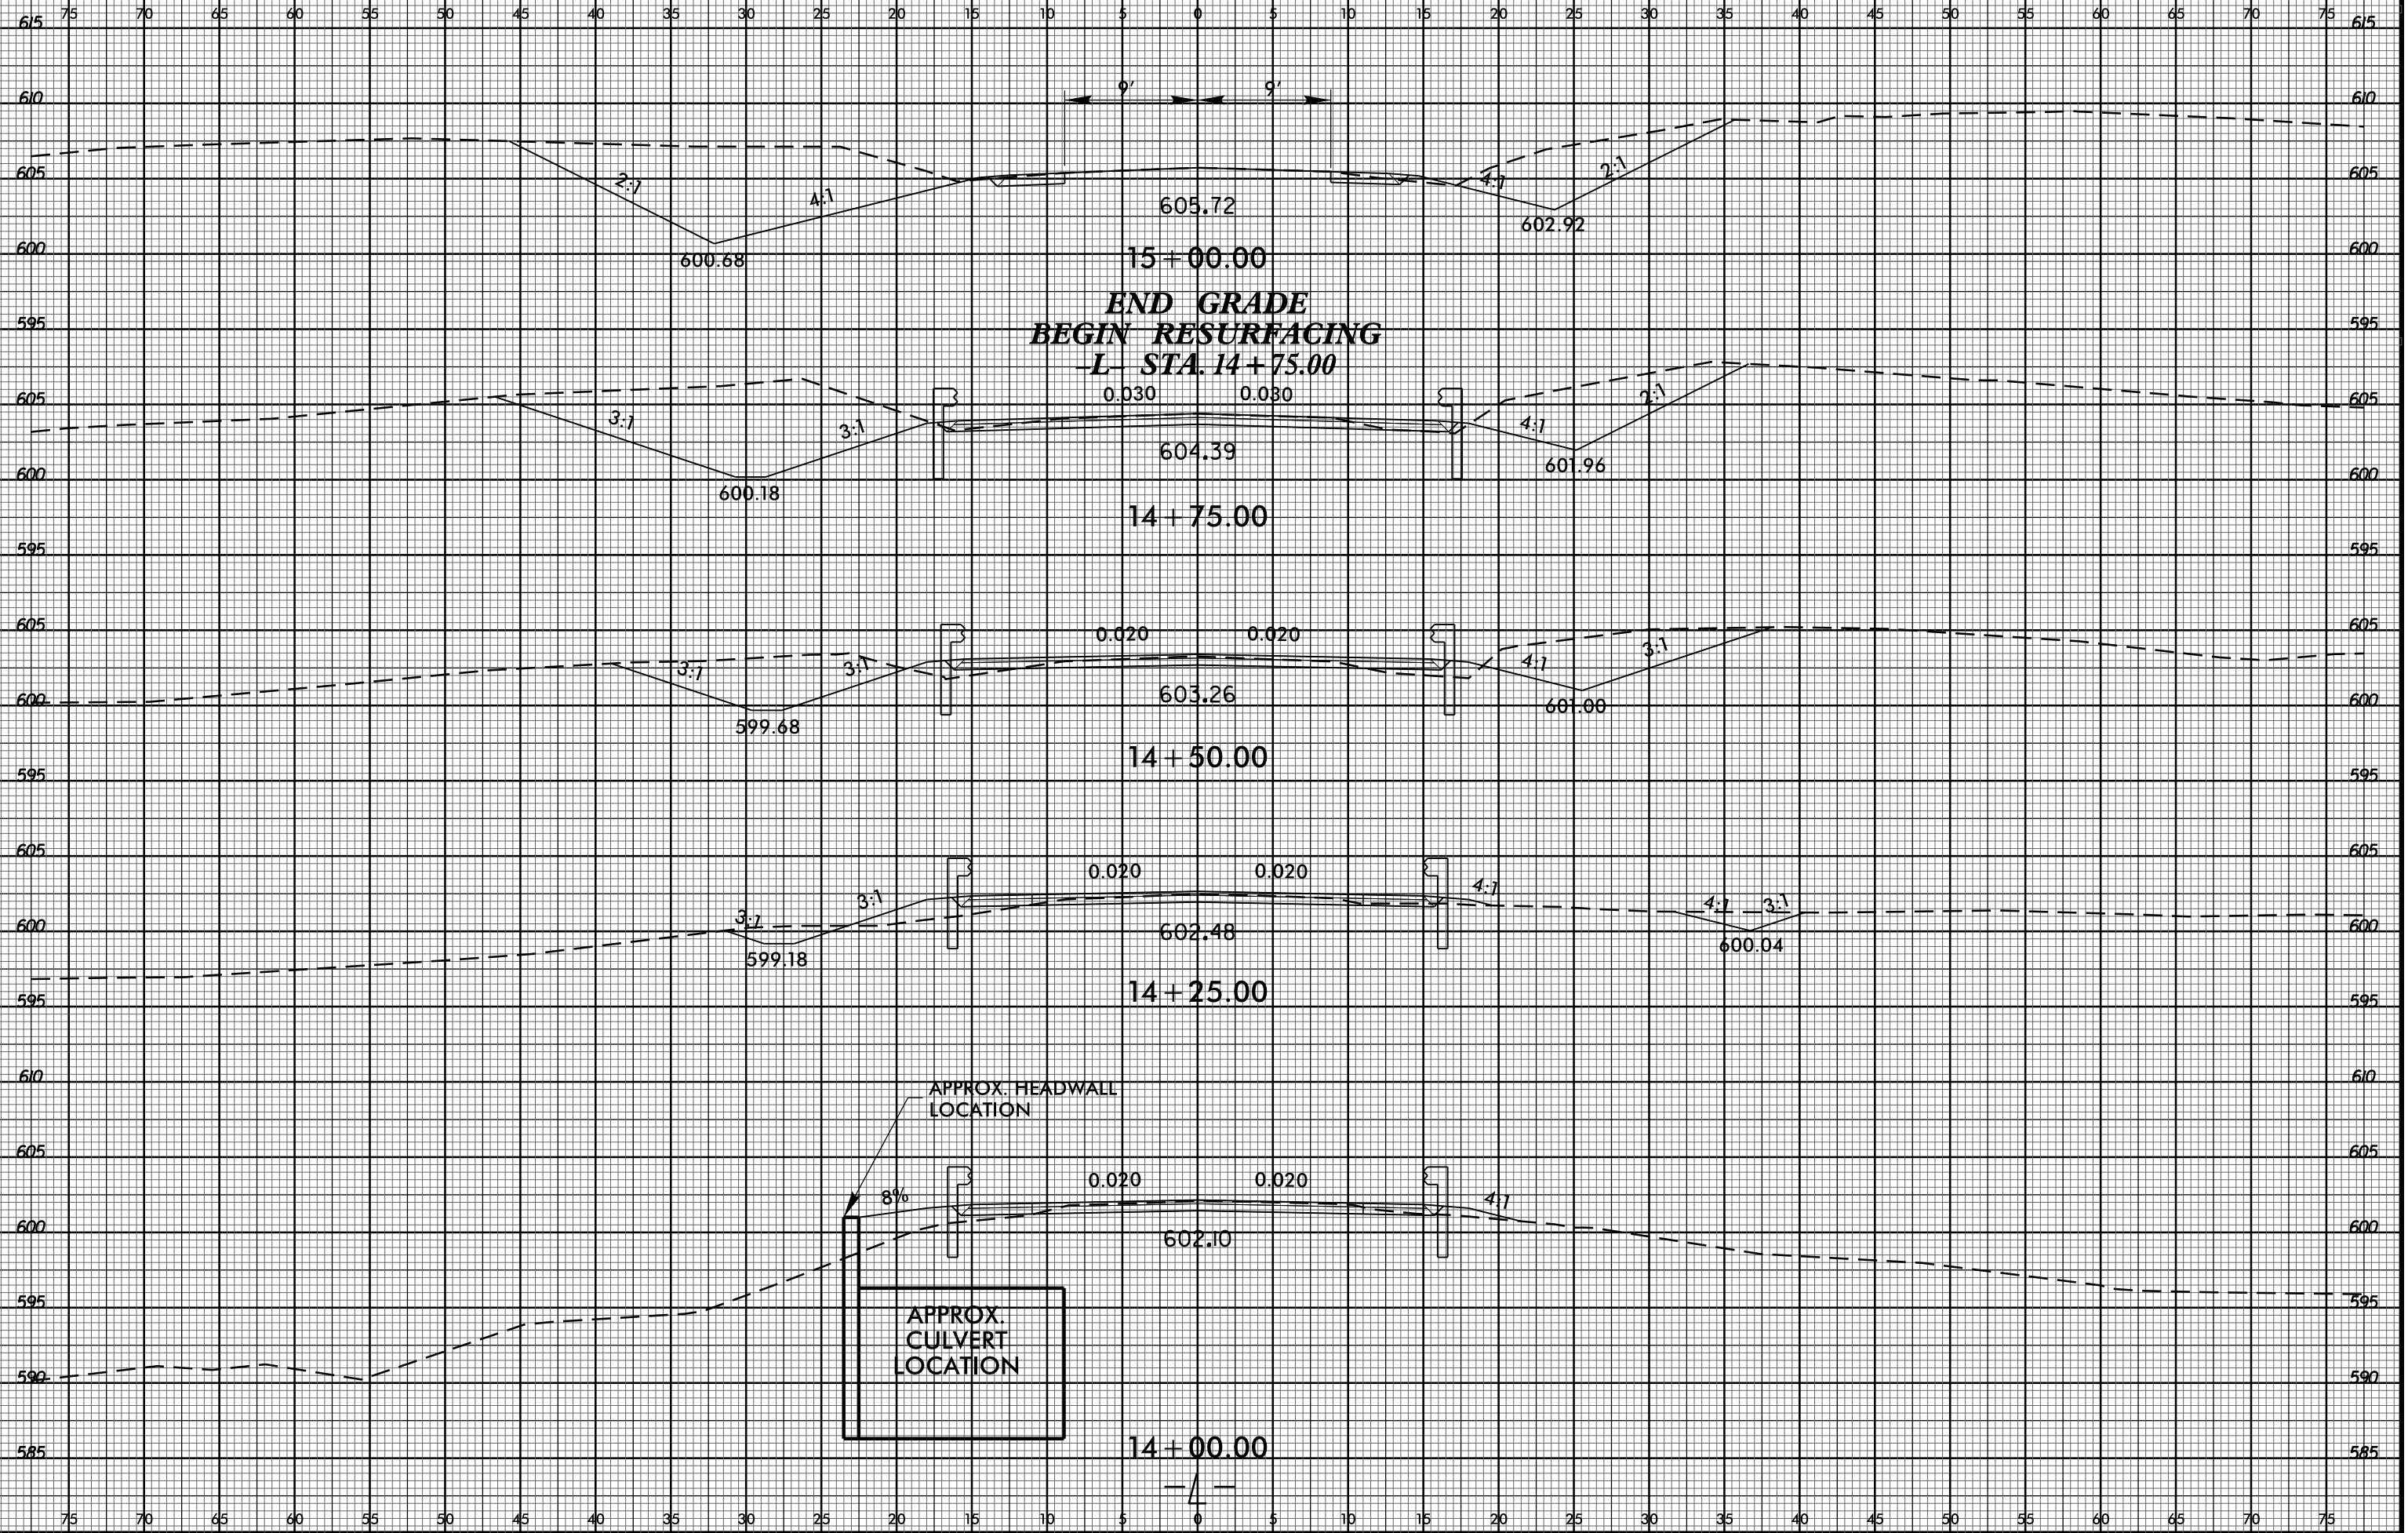 75 70 65 60 55 50 45 40 35 30 25 20 15 10 5 0 5 10 15 20 25 30 35 40 45 50 55 60 65 70 75
615 615
9' 9'
610 610
2:1 4:1 4:1 2:1
605 605
605.72
602.92
600 600
600.68
15+00.00
END GRADE
BEGIN RESURFACING
-L- STA. 14+75.00
595 595
0.030 0.030
605 605
3:1 3:1 4:1 2:1
604.39
601.96
600 600
600.18
14+75.00
595 595
0.020 0.020
605 605
3:1 3:1 4:1 3:1
603.26
601.00
600 600
599.68
14+50.00
595 595
605 605
0.020 0.020
3:1 3:1 4:1 4:1 3:1
600 600
602.48
600.04
599.18
14+25.00
595 595
610 610
APPROX. HEADWALL
LOCATION
605 605
0.020 0.020
8% 4:1
600 600
602.10
595 595
APPROX.
CULVERT
LOCATION
590 590
14+00.00
585 585
-L-
75 70 65 60 55 50 45 40 35 30 25 20 15 10 5 0 5 10 15 20 25 30 35 40 45 50 55 60 65 70 75